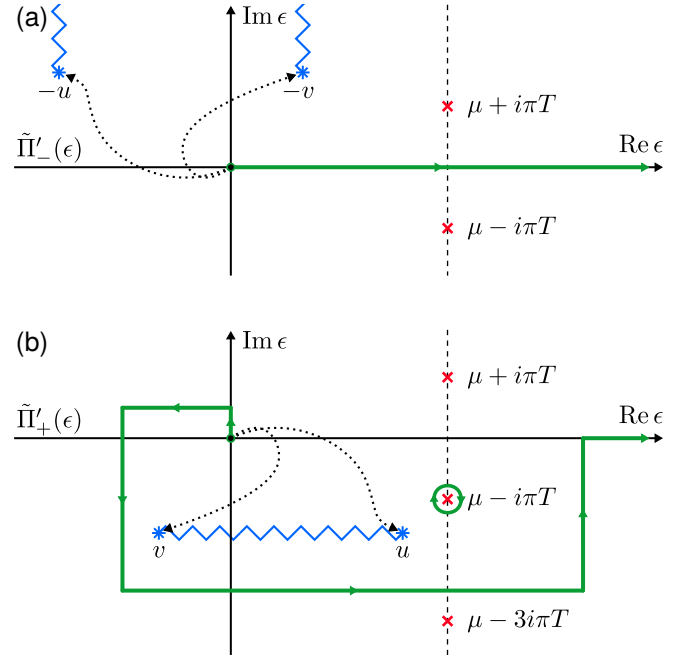 (a)
Im ϵ
−u
−v
μ + iπT
Π̃′₋(ϵ)
Re ϵ
μ − iπT
(b)
Im ϵ
μ + iπT
Π̃′₊(ϵ)
Re ϵ
μ − iπT
v
u
μ − 3iπT